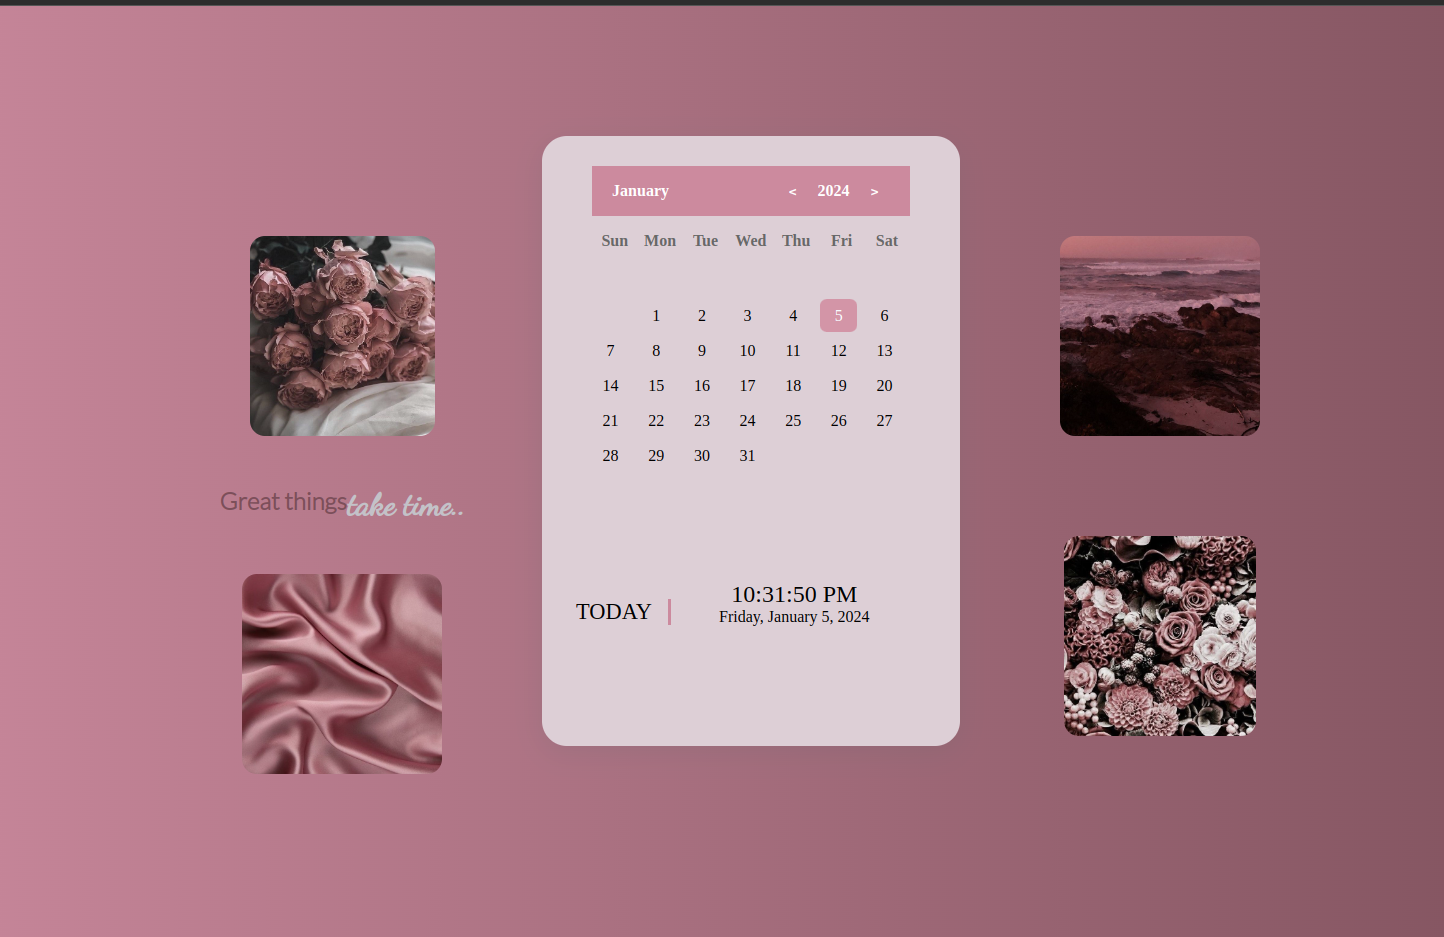 January < 2024 >
Sun Mon Tue Wed Thu Fri Sat
1 2 3 4 5 6
7 8 9 10 11 12 13
14 15 16 17 18 19 20
21 22 23 24 25 26 27
28 29 30 31
Great things take time..
TODAY
10:31:50 PM
Friday, January 5, 2024